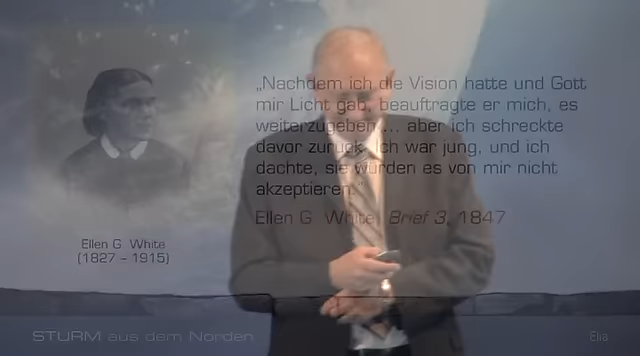 „Nachdem ich die Vision hatte und Gott
mir Licht gab, beauftragte er mich, es
weiterzugeben ... aber ich schreckte
davor zurück. Ich war jung, und ich
dachte, sie würden es von mir nicht
akzeptieren."
Ellen G White, Brief 3, 1847
Ellen G White
(1827 – 1915)
STURM aus dem Norden
Elia